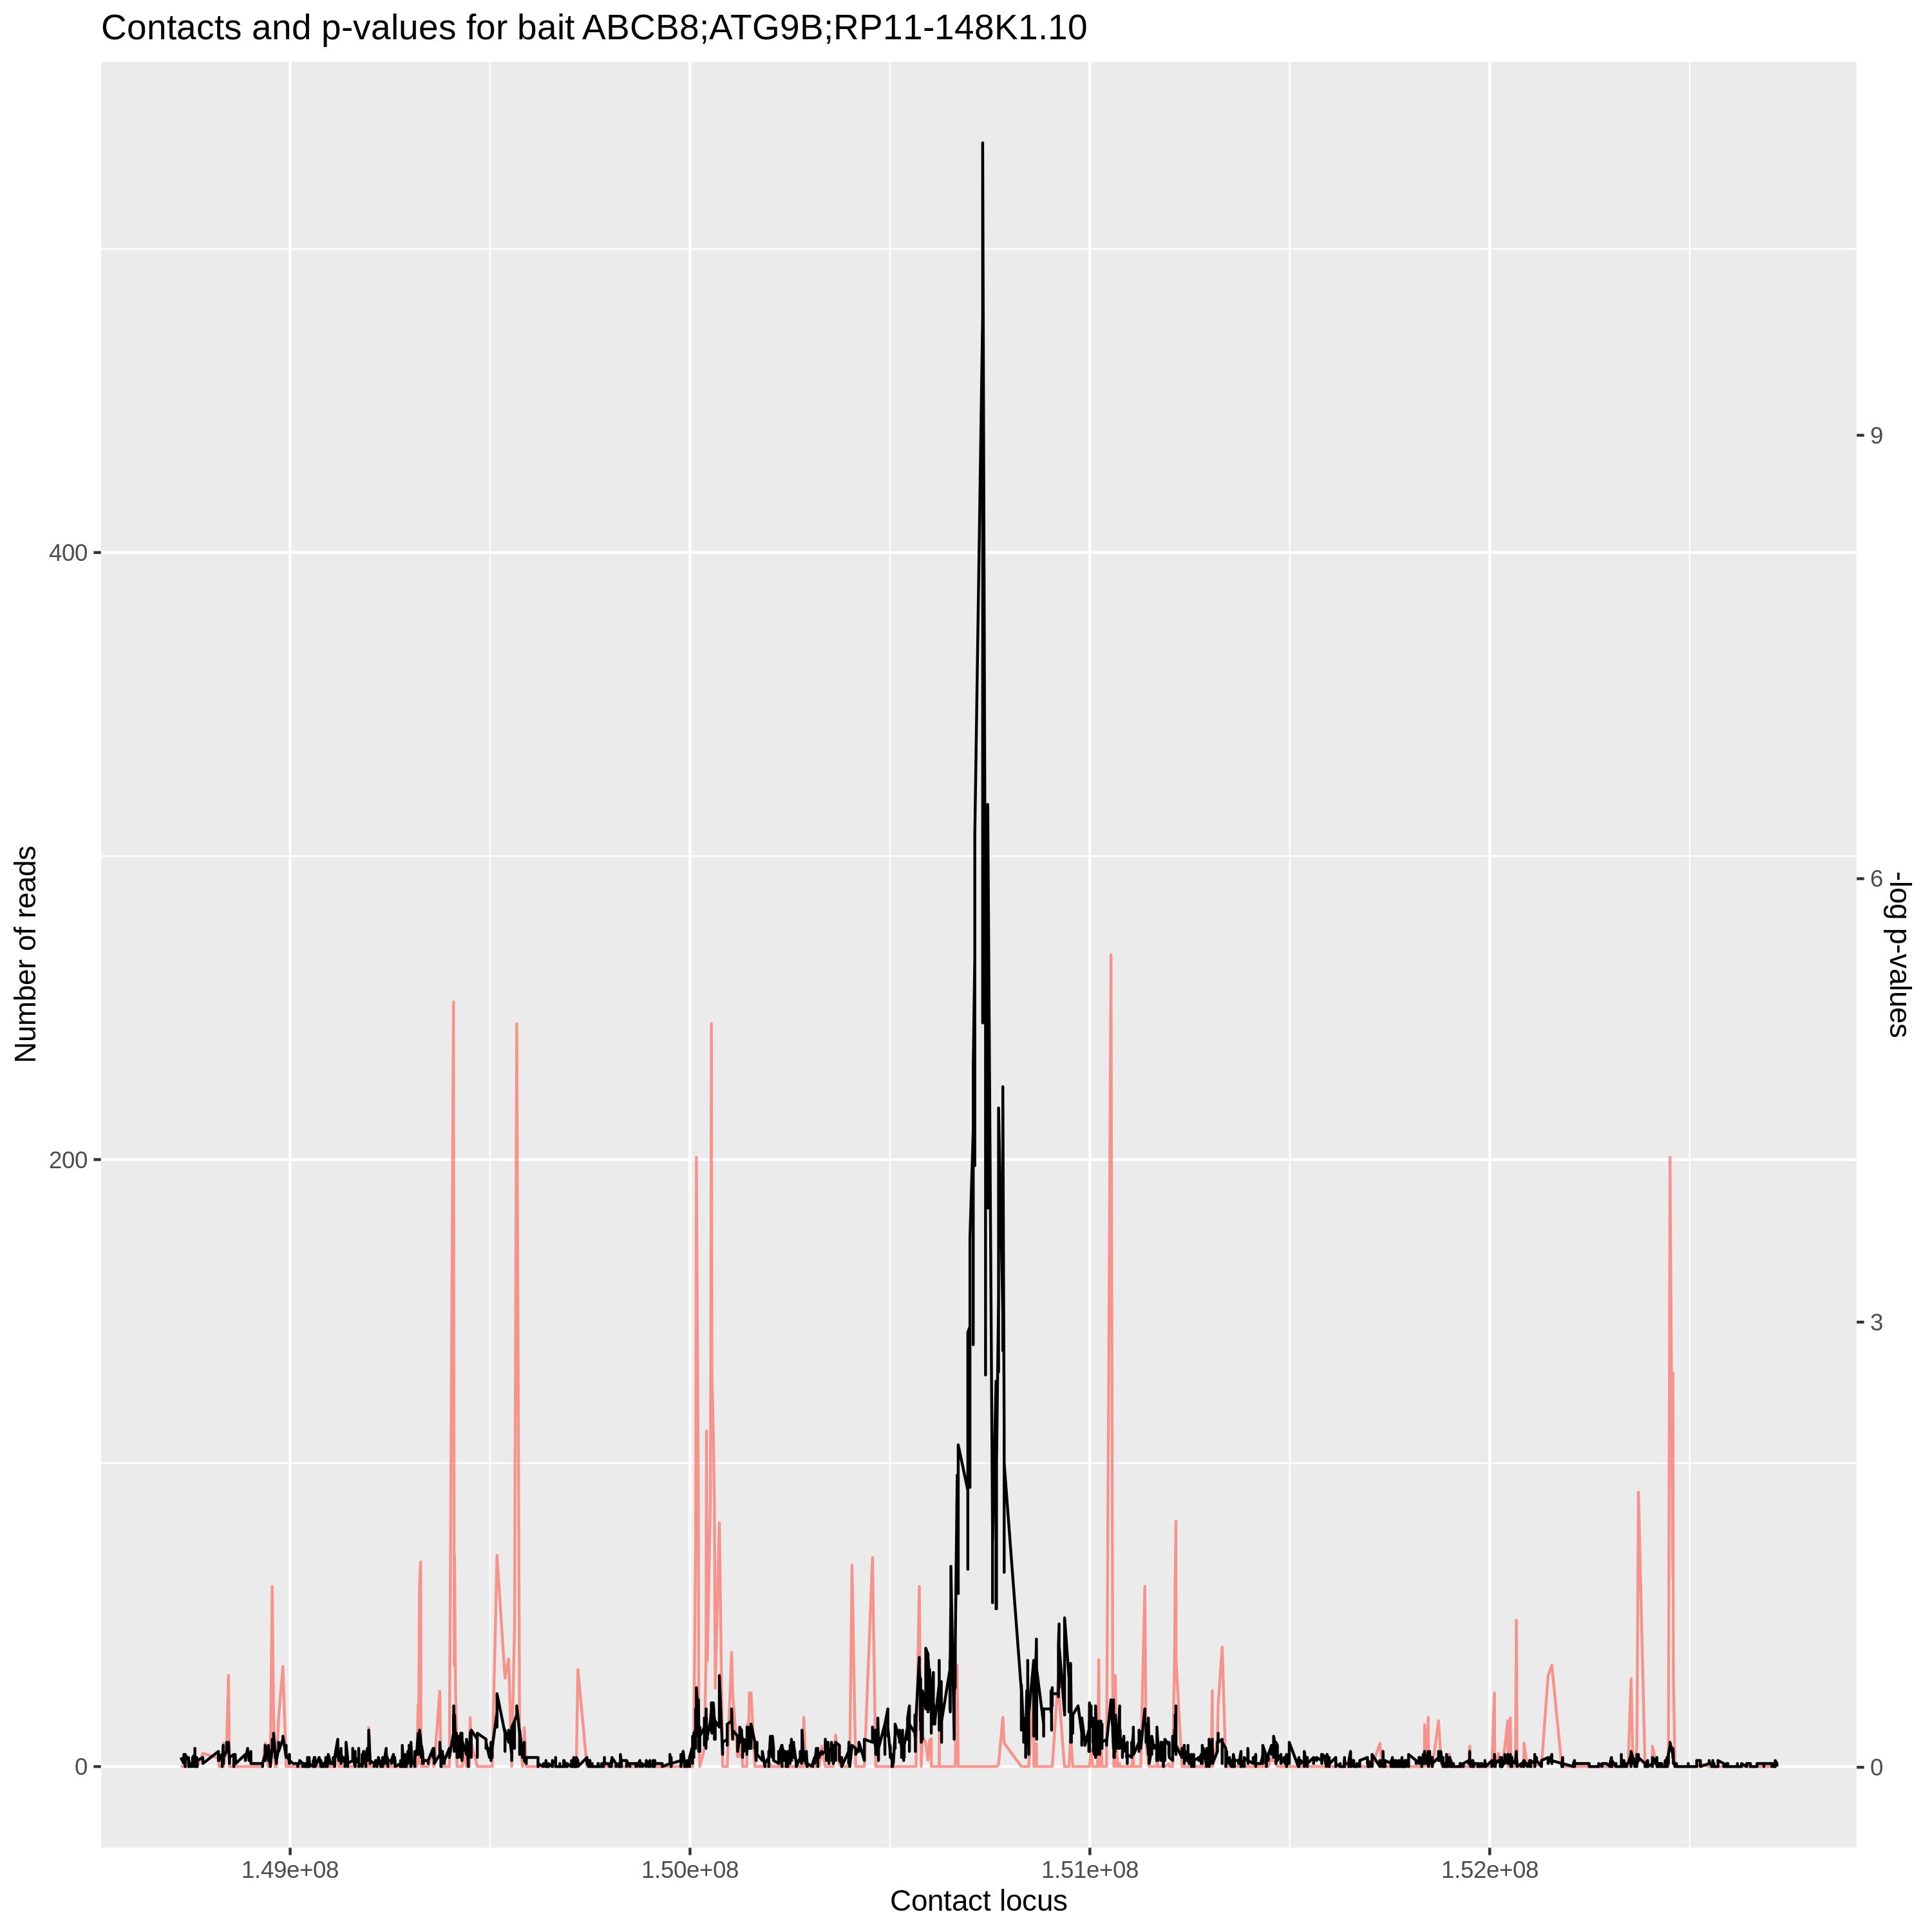 Contacts and p-values for bait ABCB8;ATG9B;RP11-148K1.10
Number of reads
400
200
0
9
6
3
0
-log p-values
1.49e+08
1.50e+08
1.51e+08
1.52e+08
Contact locus